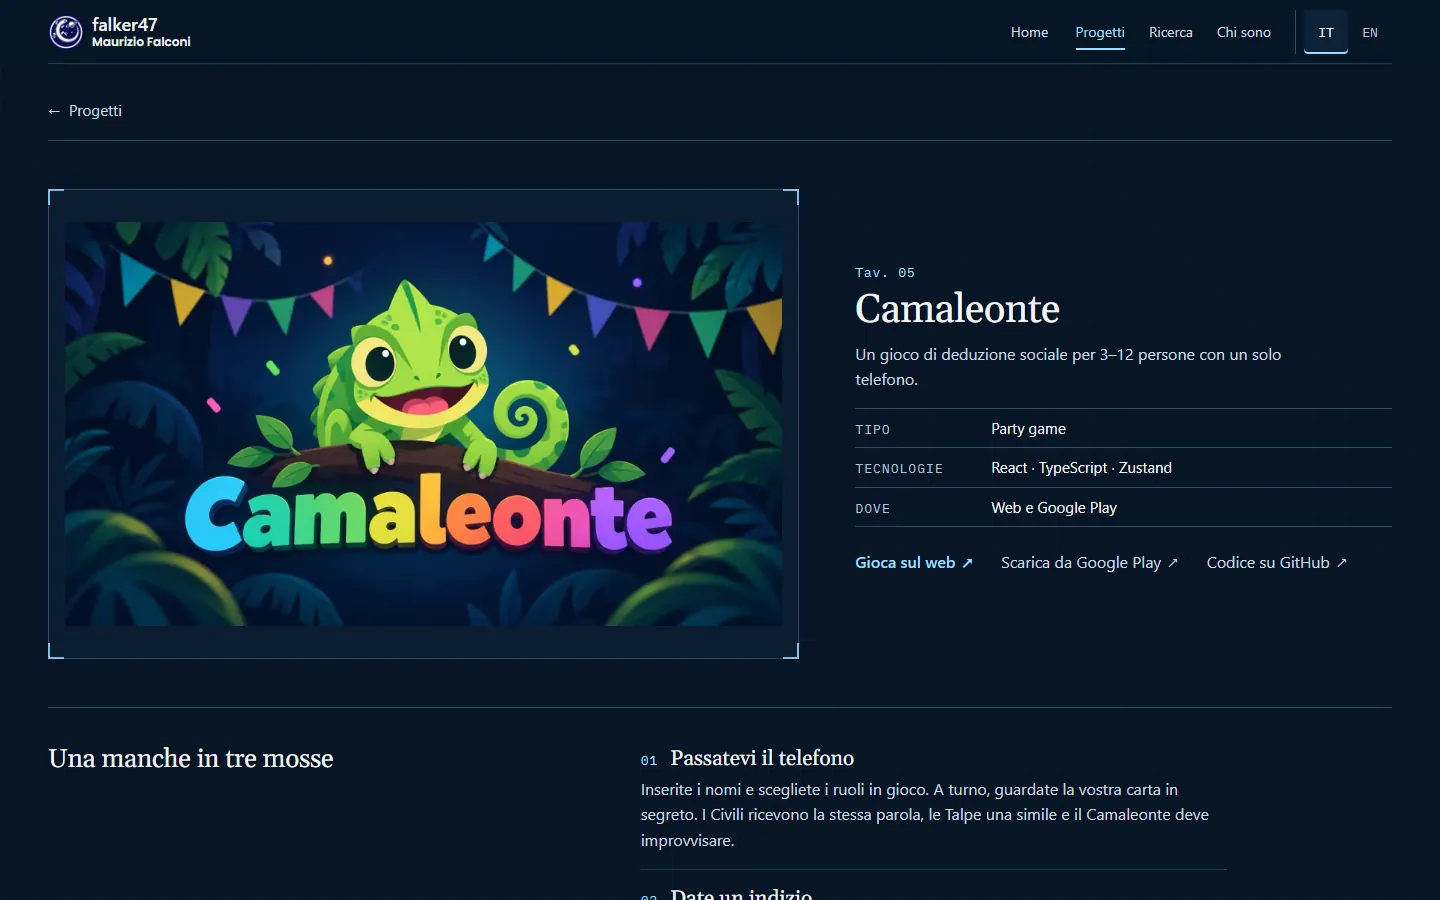 falker47
Maurizio Falconi
Home
Progetti
Ricerca
Chi sono
IT
EN
← Progetti
Camaleonte
Tav. 05
Camaleonte
Un gioco di deduzione sociale per 3–12 persone con un solo
telefono.
TIPO Party game
TECNOLOGIE React · TypeScript · Zustand
DOVE Web e Google Play
Gioca sul web ↗ Scarica da Google Play ↗ Codice su GitHub ↗
Una manche in tre mosse
01 Passatevi il telefono
Inserite i nomi e scegliete i ruoli in gioco. A turno, guardate la vostra carta in
segreto. I Civili ricevono la stessa parola, le Talpe una simile e il Camaleonte deve
improvvisare.
02 Date un indizio